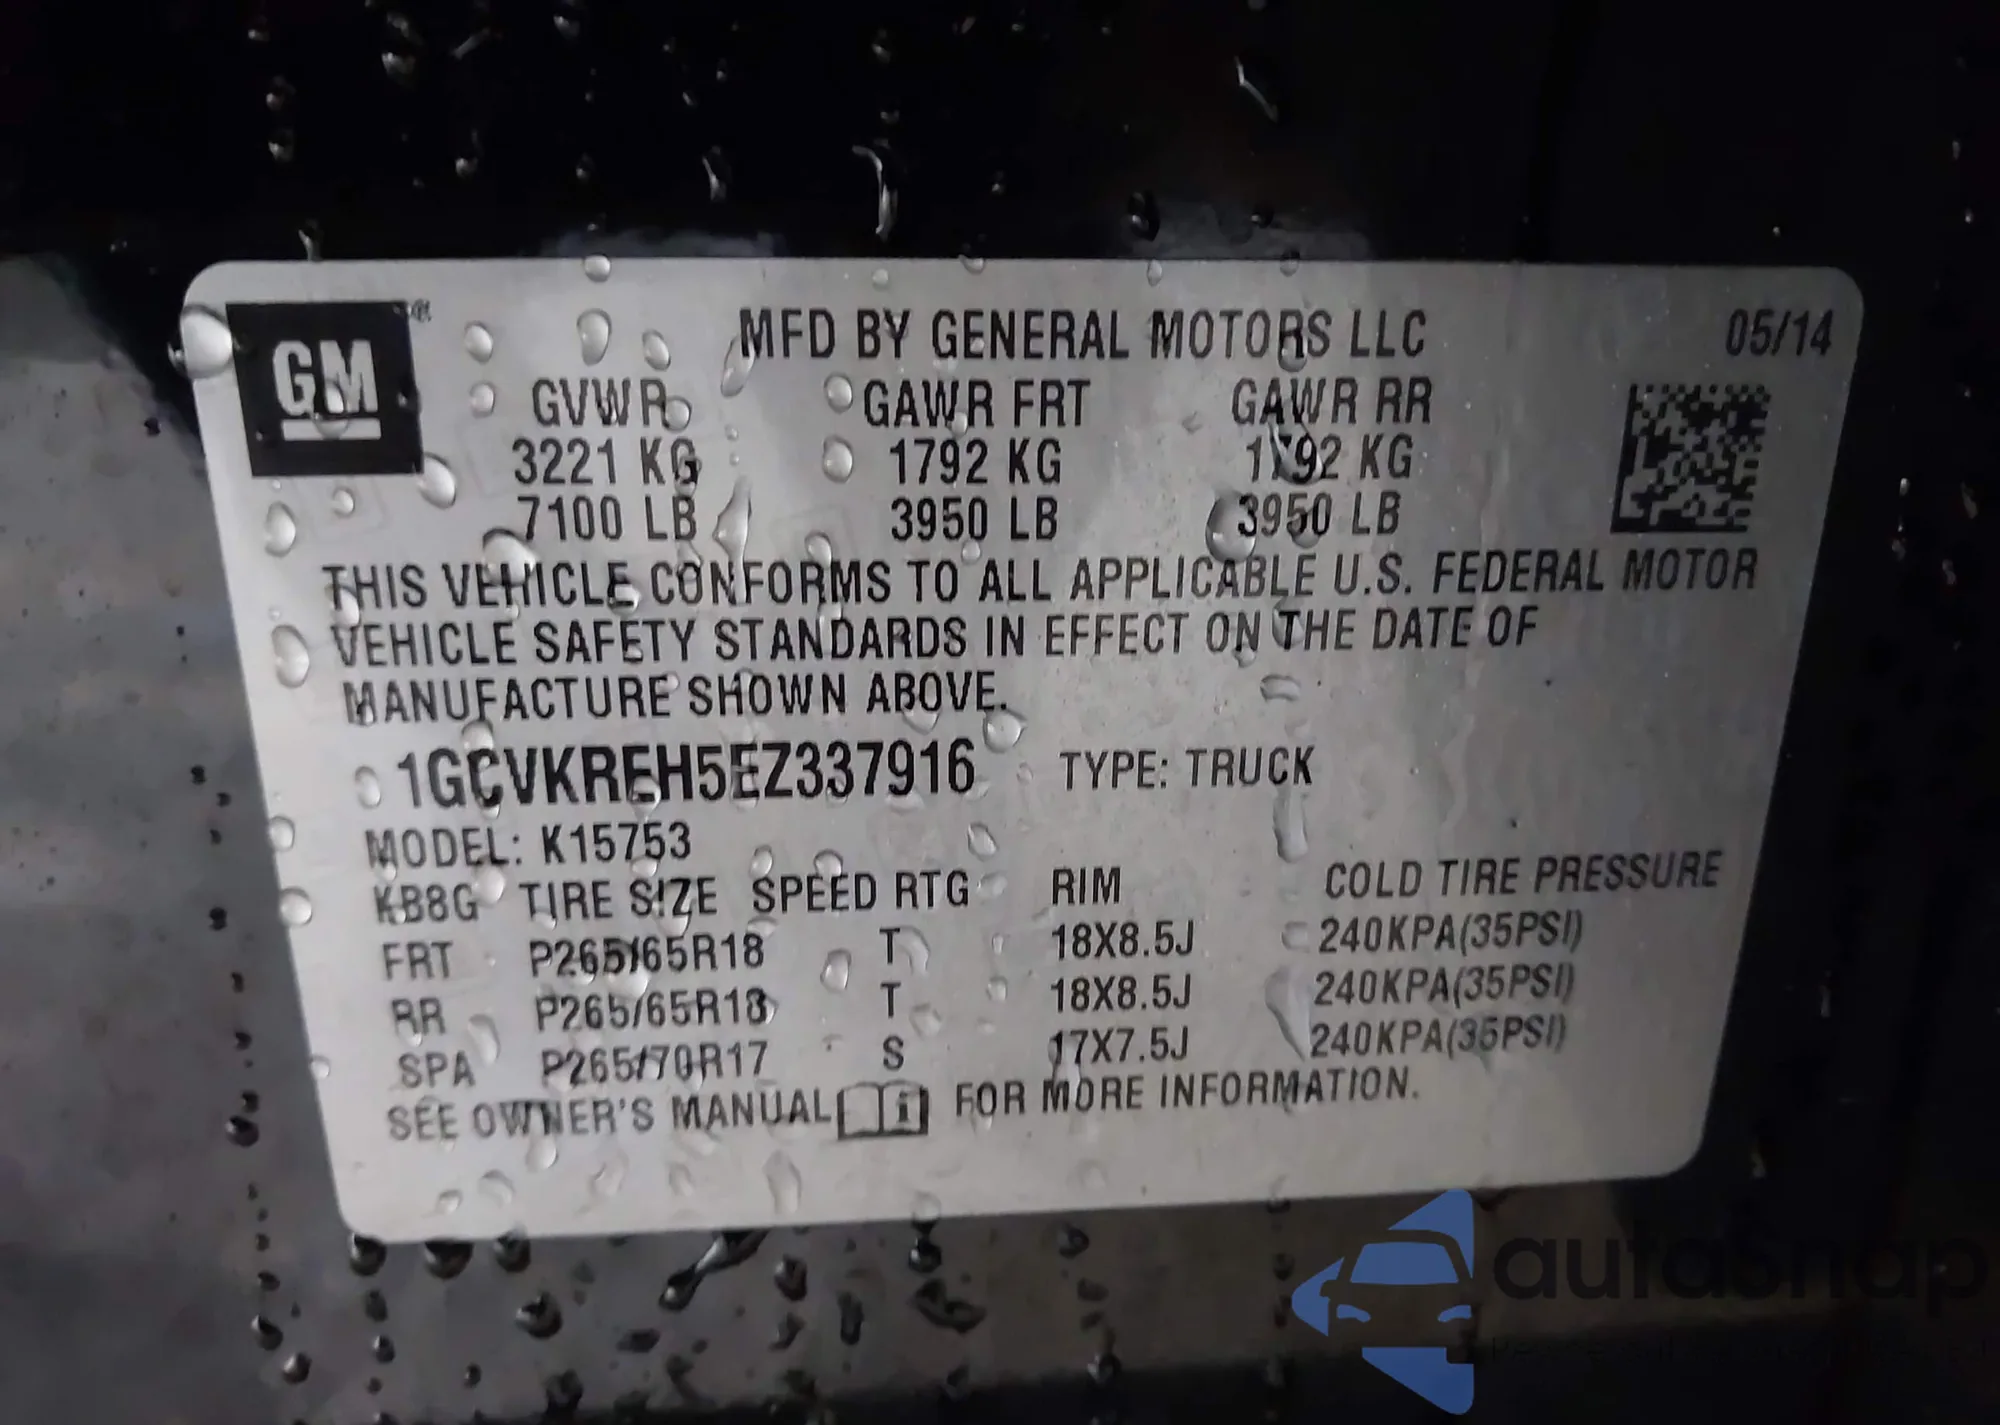 GM
MFD BY GENERAL MOTORS LLC 05/14
GVWR GAWR FRT GAWR RR
3221 KG 1792 KG 1792 KG
7100 LB 3950 LB 3950 LB
THIS VEHICLE CONFORMS TO ALL APPLICABLE U.S. FEDERAL MOTOR
VEHICLE SAFETY STANDARDS IN EFFECT ON THE DATE OF
MANUFACTURE SHOWN ABOVE.
1GCVKREH5EZ337916 TYPE: TRUCK
MODEL: K15753
KB8G TIRE SIZE SPEED RTG RIM COLD TIRE PRESSURE
FRT P265/65R18 T 18X8.5J 240KPA(35PSI)
RR P265/65R18 T 18X8.5J 240KPA(35PSI)
SPA P265/70R17 S 17X7.5J 240KPA(35PSI)
SEE OWNER'S MANUAL i FOR MORE INFORMATION.
autasnap